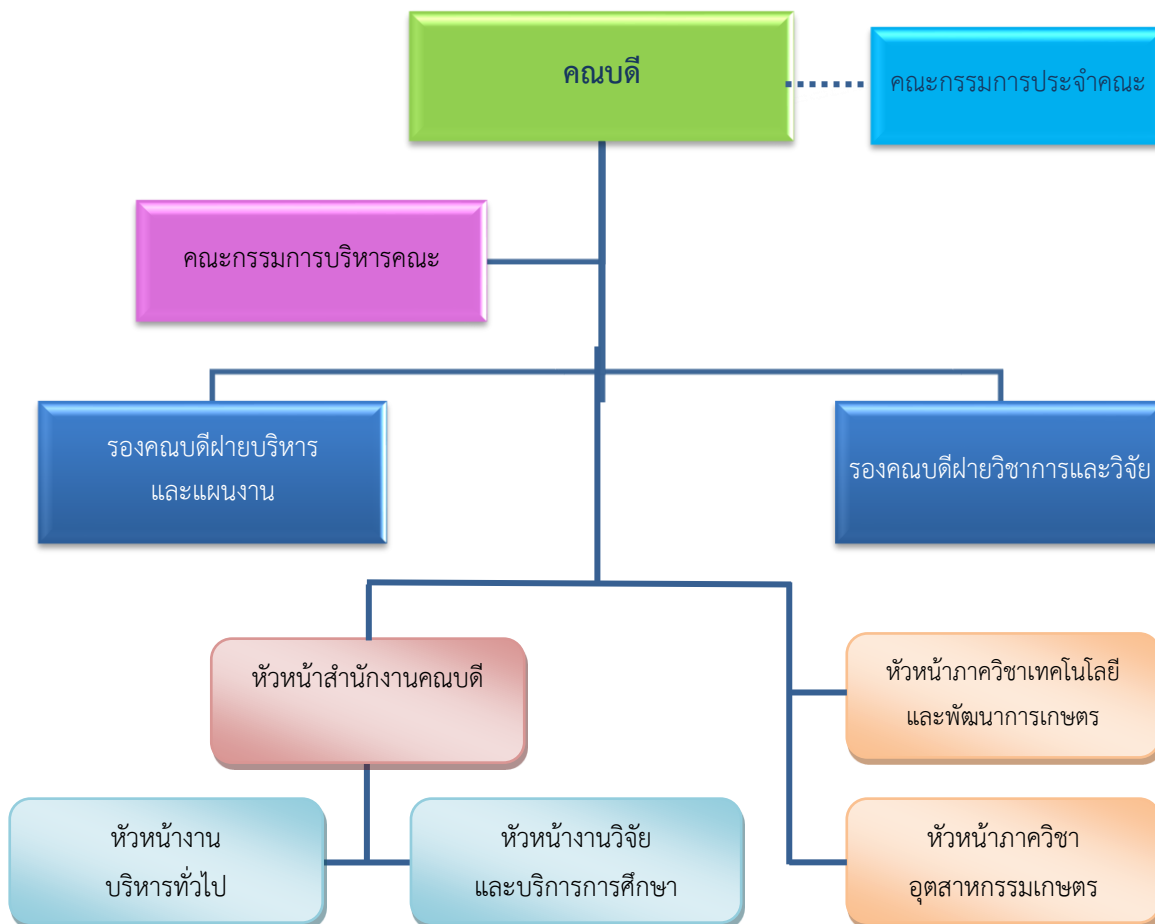 คณบดี
คณะกรรมการประจำคณะ
คณะกรรมการบริหารคณะ
รองคณบดีฝ่ายบริหาร
และแผนงาน
รองคณบดีฝ่ายวิชาการและวิจัย
หัวหน้าสำนักงานคณบดี
หัวหน้าภาควิชาเทคโนโลยี
และพัฒนาการเกษตร
หัวหน้างาน
บริหารทั่วไป
หัวหน้างานวิจัย
และบริการการศึกษา
หัวหน้าภาควิชา
อุตสาหกรรมเกษตร